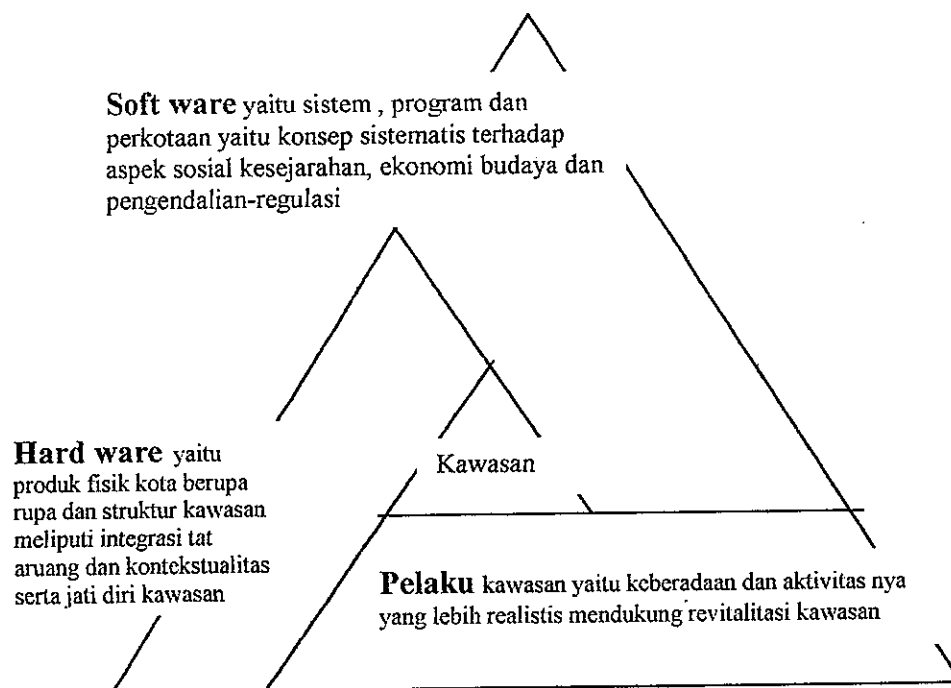 Soft ware yaitu sistem , program dan
perkotaan yaitu konsep sistematis terhadap
aspek sosial kesejarahan, ekonomi budaya dan
pengendalian-regulasi
Hard ware yaitu
produk fisik kota berupa
rupa dan struktur kawasan
meliputi integrasi tat
aruang dan kontekstualitas
serta jati diri kawasan
Kawasan
Pelaku kawasan yaitu keberadaan dan aktivitas nya
yang lebih realistis mendukung revitalitasi kawasan